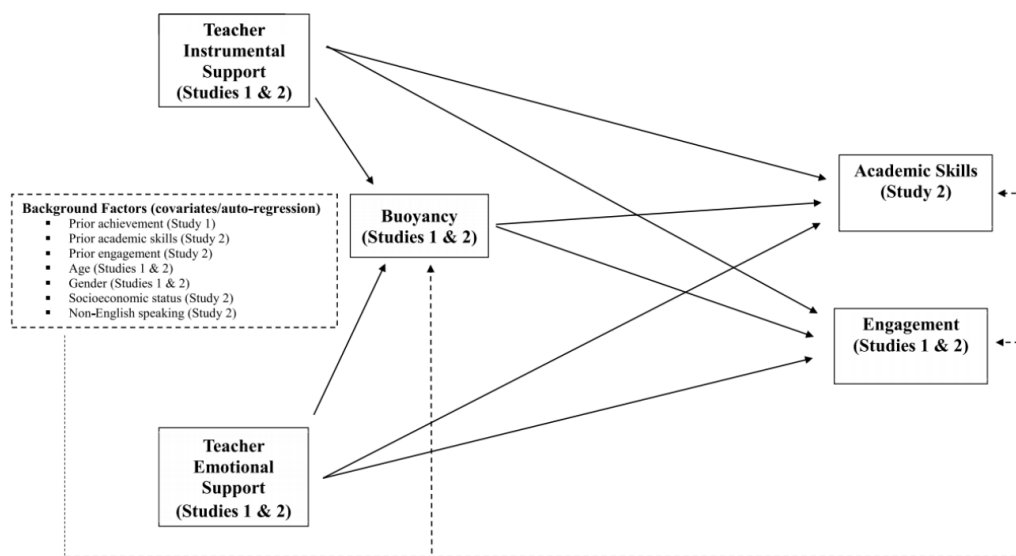 Teacher
Instrumental
Support
(Studies 1 & 2)
Academic Skills
(Study 2)
Background Factors (covariates/auto-regression)
▪ Prior achievement (Study 1)
▪ Prior academic skills (Study 2)
▪ Prior engagement (Study 2)
▪ Age (Studies 1 & 2)
▪ Gender (Studies 1 & 2)
▪ Socioeconomic status (Study 2)
▪ Non-English speaking (Study 2)
Buoyancy
(Studies 1 & 2)
Engagement
(Studies 1 & 2)
Teacher
Emotional
Support
(Studies 1 & 2)